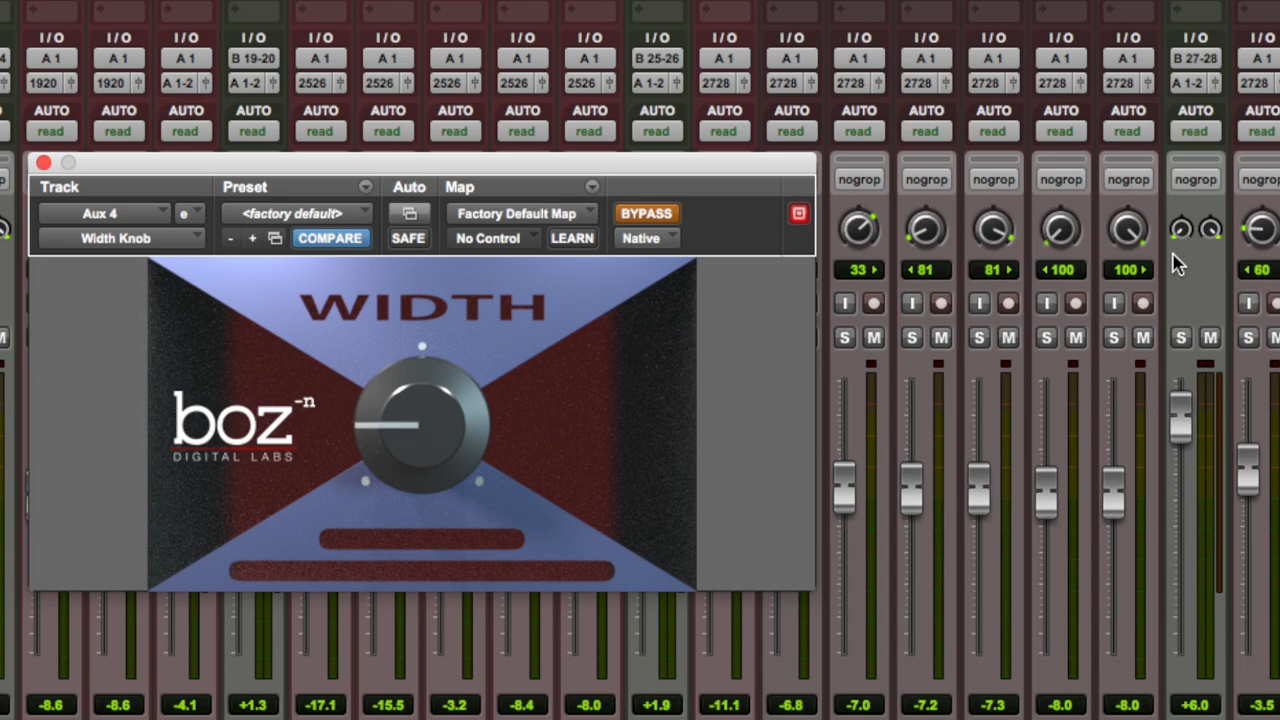 4
I/O I/O I/O I/O I/O I/O I/O I/O I/O I/O I/O I/O I/O I/O I/O I/O I/O I/O I/O
A 1 A 1 A 1 B 19-20 A 1 A 1 A 1 A 1 A 1 B 25-26 A 1 A 1 A 1 A 1 A 1 A 1 A 1 B 27-28 A 1
1920 1920 A 1-2 A 1-2 2526 2526 2526 2526 2526 A 1-2 2728 2728 2728 2728 2728 2728 2728 A 1-2 2728
AUTO AUTO AUTO AUTO AUTO AUTO AUTO AUTO AUTO AUTO AUTO AUTO AUTO AUTO AUTO AUTO AUTO AUTO AUTO
read read read read read read read read read read read read read read read read read read read
p nogrop nogrop nogrop nogrop nogrop nogrop nogrop
Track Preset Auto Map
Aux 4 e <factory default> Factory Default Map BYPASS
Width Knob - + COMPARE SAFE No Control LEARN Native
33 81 81 100 100 60
I I I I I I
M S M S M S M S M S M S M S
WIDTH
boz -n
DIGITAL LABS
-8.6 -8.6 -4.1 +1.3 -17.1 -15.5 -3.2 -8.4 -8.0 +1.9 -11.1 -6.8 -7.0 -7.2 -7.3 -8.0 -8.0 +6.0 -3.5